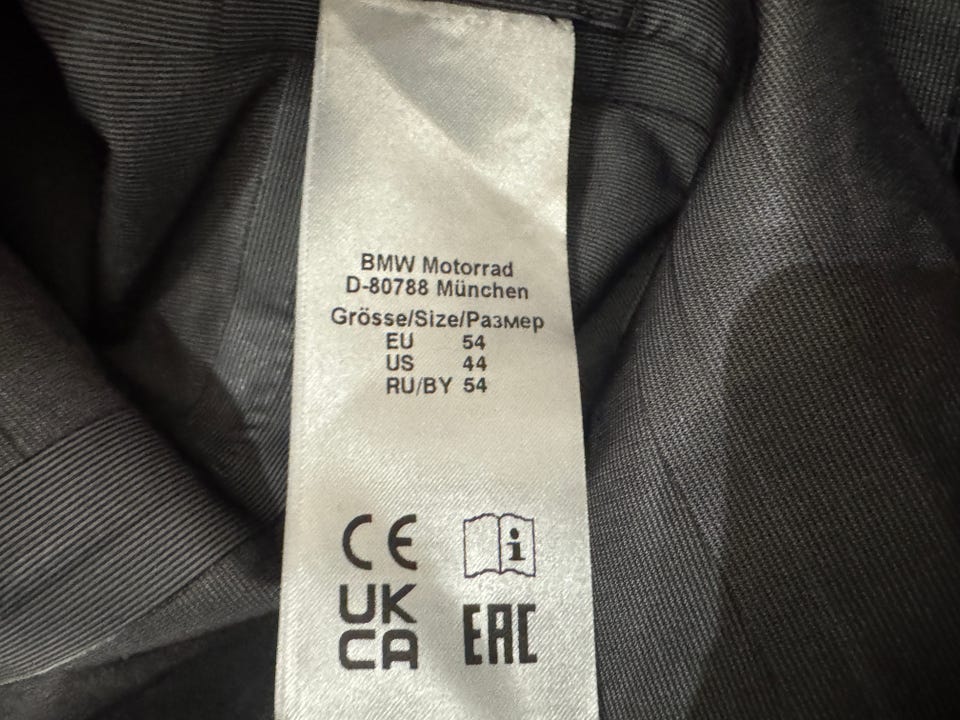 BMW Motorrad
D-80788 München
Grösse/Size/Размер
EU 54
US 44
RU/BY 54
CE
i
UK
CA
EAC